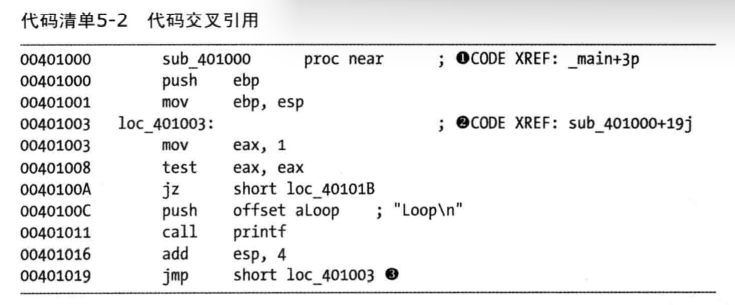 代码清单5-2 代码交叉引用
00401000 sub_401000 proc near ; ❶CODE XREF: _main+3p
00401000 push ebp
00401001 mov ebp, esp
00401003 loc_401003: ; ❷CODE XREF: sub_401000+19j
00401003 mov eax, 1
00401008 test eax, eax
0040100A jz short loc_40101B
0040100C push offset aLoop ; "Loop\n"
00401011 call printf
00401016 add esp, 4
00401019 jmp short loc_401003 ❸